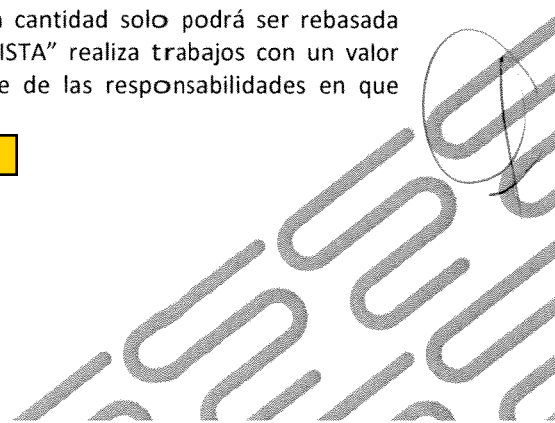 cantidad solo podrá ser rebasada
ISTA” realiza trabajos con un valor
e de las responsabilidades en que